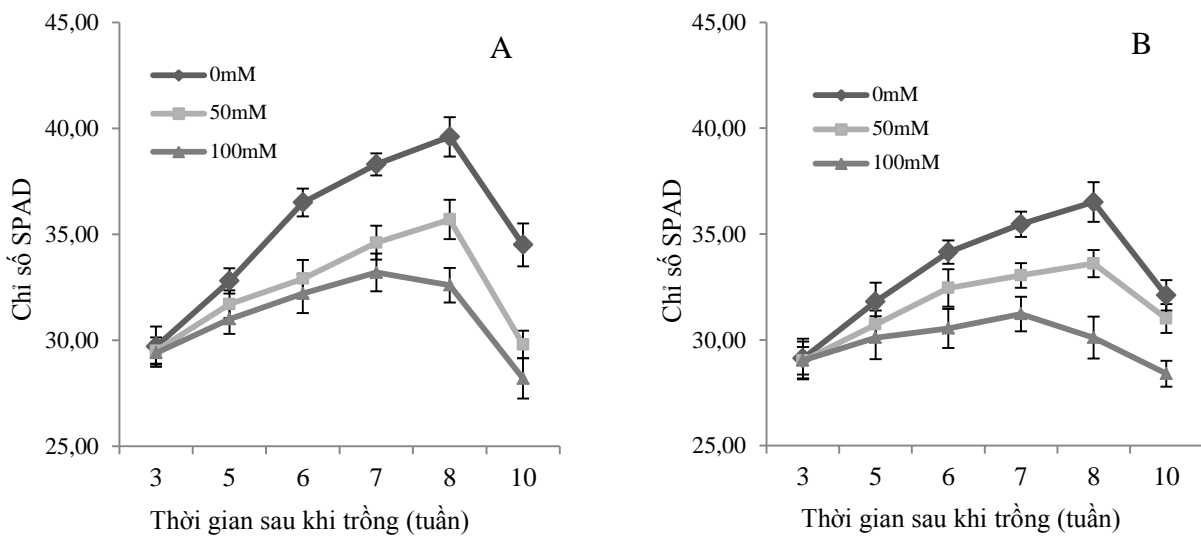 A
45,00
40,00
35,00
30,00
25,00
Chỉ số SPAD
0mM
50mM
100mM
3 5 6 7 8 10
Thời gian sau khi trồng (tuần)
B
45,00
40,00
35,00
30,00
25,00
Chỉ số SPAD
0mM
50mM
100mM
3 5 6 7 8 10
Thời gian sau khi trồng (tuần)